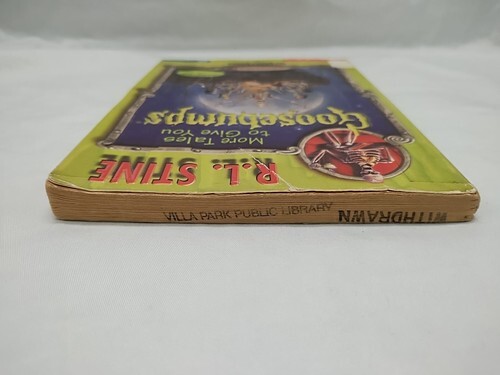 R.L. STINE
More Tales
to Give You
Goosebumps
VILLA PARK PUBLIC LIBRARY
WITHDRAWN